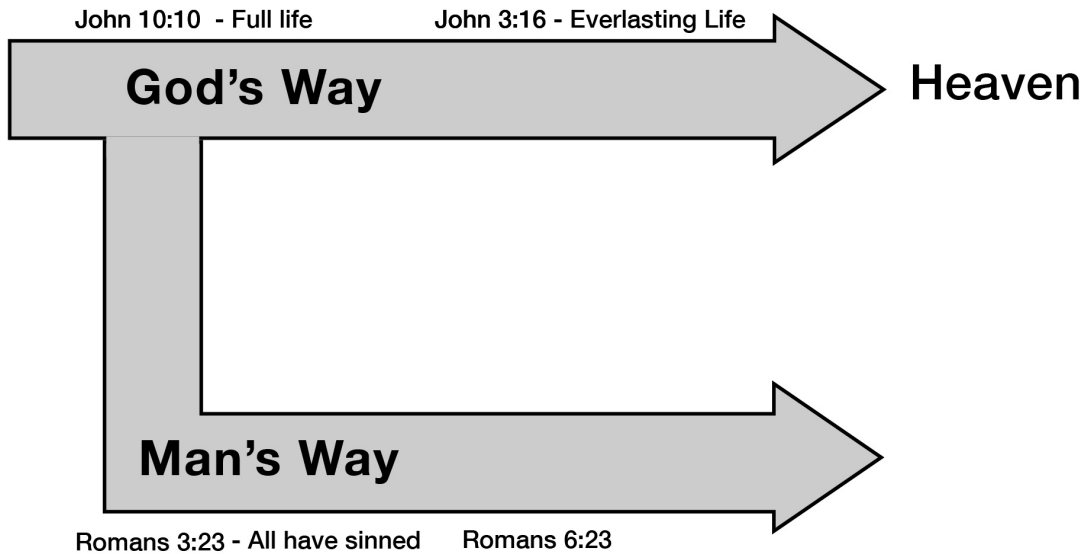 John 10:10 - Full life John 3:16 - Everlasting Life
God's Way Heaven
Man's Way
Romans 3:23 - All have sinned Romans 6:23